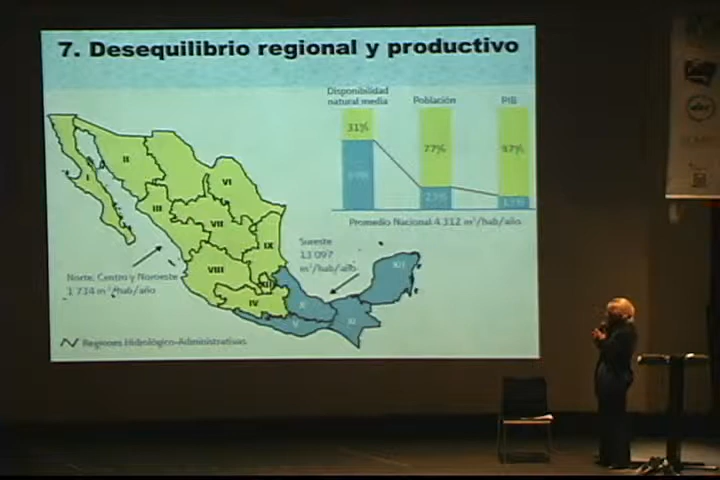 7. Desequilibrio regional y productivo
Disponibilidad
natural media
Población
PIB
31%
77%
87%
23%
Promedio Nacional 4 312 m³/hab/año
I
II
III
VI
VII
IX
VIII
IV
X
V
XI
XII
Sureste
13 097
m³/hab/año
Norte, Centro y Noroeste
1 734 m³/hab/año
Regiones Hidrológico-Administrativas